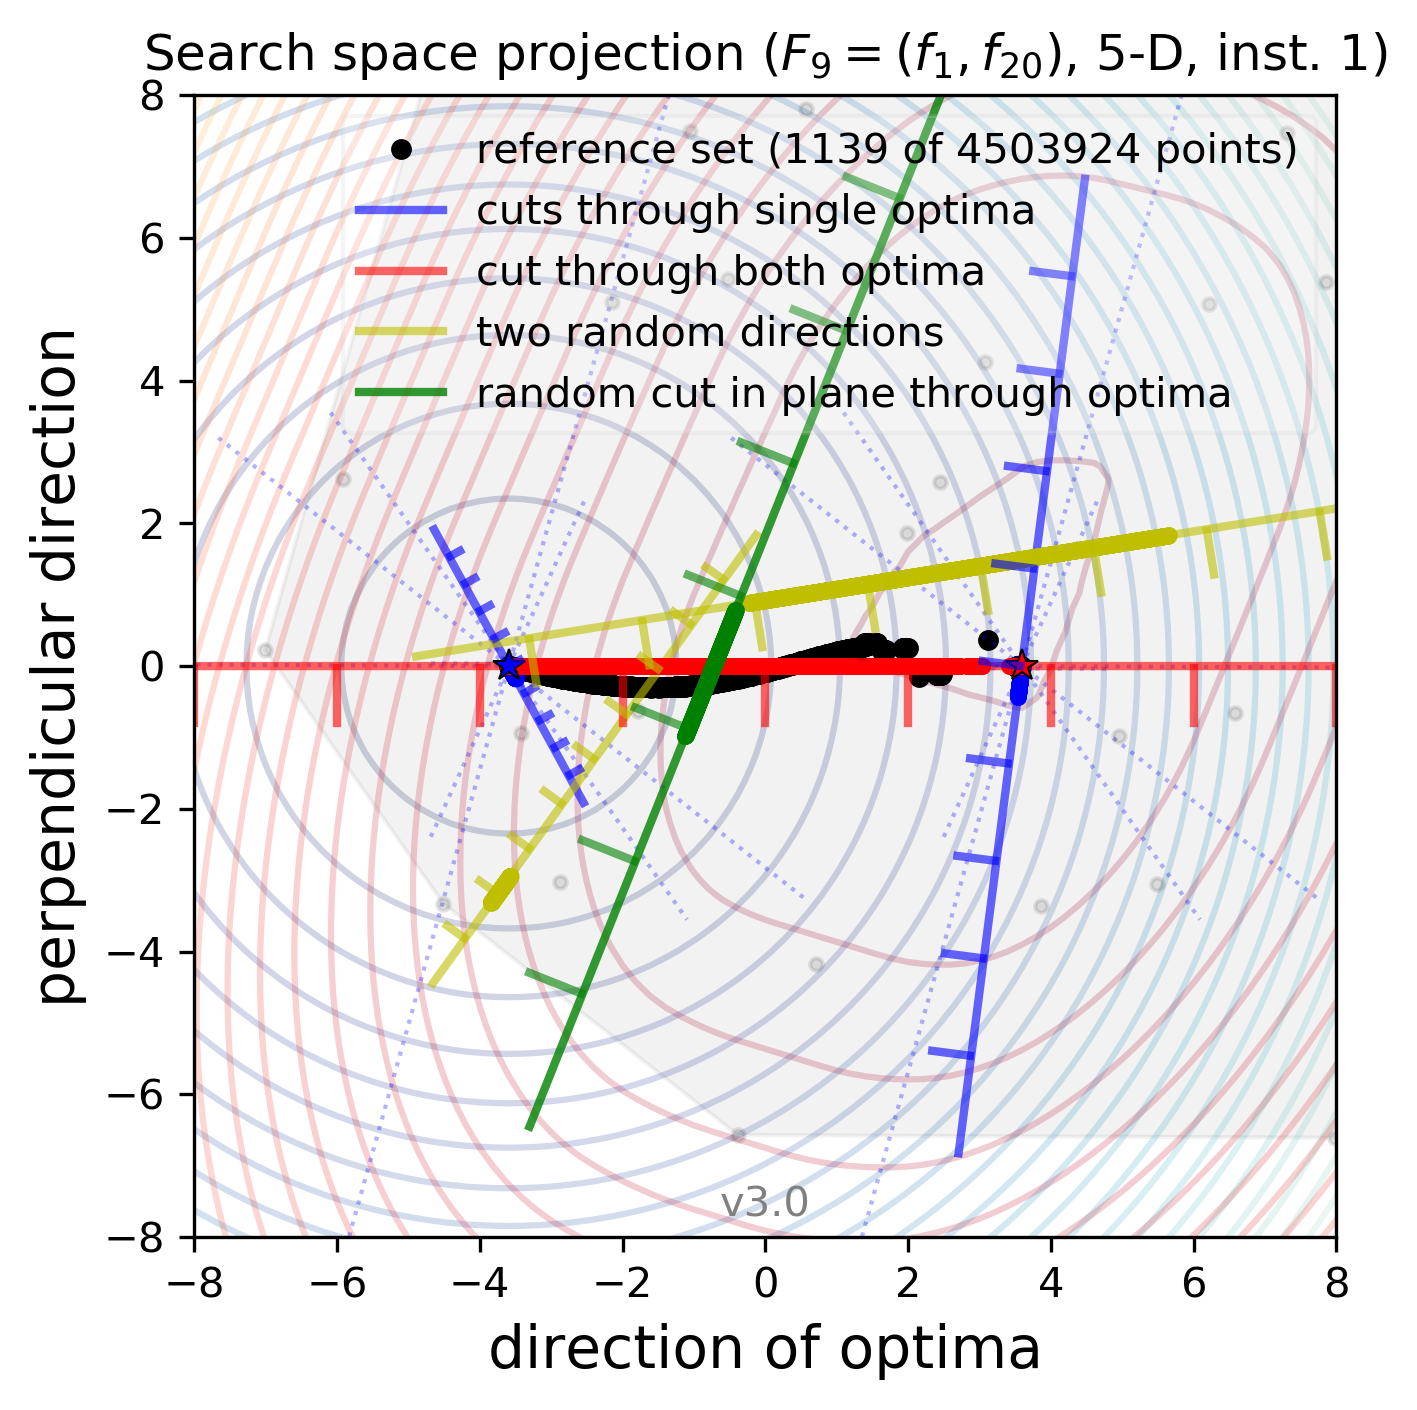 Search space projection (F₉ = (f₁, f₂₀), 5-D, inst. 1)
8
reference set (1139 of 4503924 points)
cuts through single optima
6
cut through both optima
two random directions
4
random cut in plane through optima
2
perpendicular direction
0
−2
−4
−6
v3.0
−8
−8 −6 −4 −2 0 2 4 6 8
direction of optima